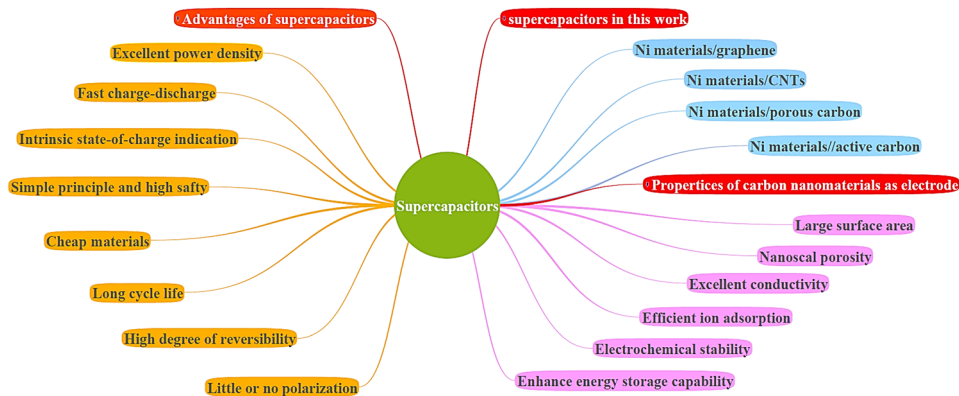 Advantages of supercapacitors
Excellent power density
Fast charge-discharge
Intrinsic state-of-charge indication
Simple principle and high safty
Cheap materials
Long cycle life
High degree of reversibility
Little or no polarization
Supercapacitors
supercapacitors in this work
Ni materials/graphene
Ni materials/CNTs
Ni materials/porous carbon
Ni materials//active carbon
Propertices of carbon nanomaterials as electrode
Large surface area
Nanoscal porosity
Excellent conductivity
Efficient ion adsorption
Electrochemical stability
Enhance energy storage capability